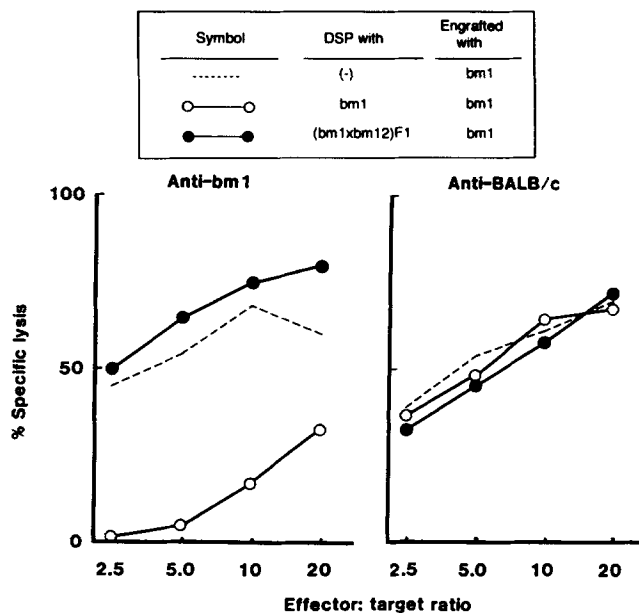 Symbol DSP with Engrafted with
(-) bm1
bm1 bm1
(bm1xbm12)F1 bm1
Anti-bm1 Anti-BALB/c
100
50
0
% Specific lysis
2.5 5.0 10 20 2.5 5.0 10 20
Effector: target ratio